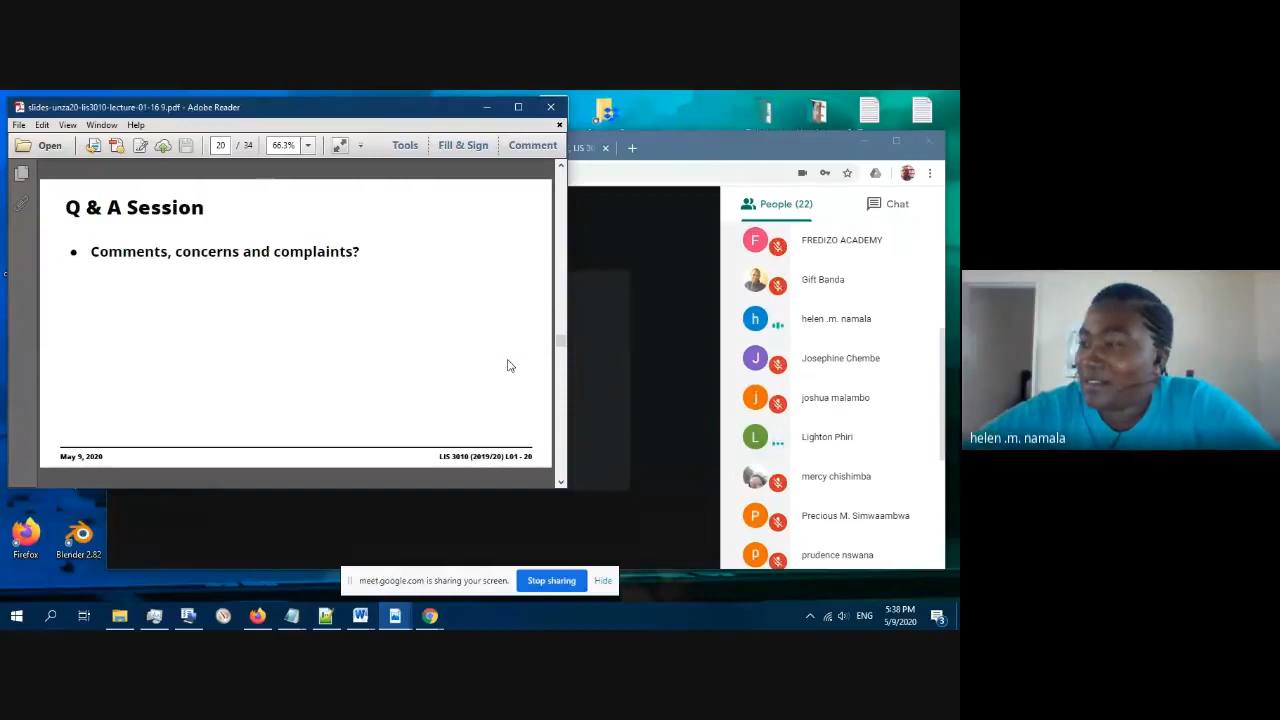 slides-unza20-lis3010-lecture-01-16 9.pdf - Adobe Reader
File Edit View Window Help
Open 20 / 34 66.3% Tools Fill & Sign Comment
Q & A Session
● Comments, concerns and complaints?
May 9, 2020 LIS 3010 (2019/20) L01 - 20
, LIS 30
People (22) Chat
F FREDIZO ACADEMY
Gift Banda
h helen .m. namala
J Josephine Chembe
j joshua malambo
L Lighton Phiri
mercy chishimba
P Precious M. Simwaambwa
p prudence nswana
helen .m. namala
Firefox Blender 2.82
meet.google.com is sharing your screen. Stop sharing Hide
ENG 5:38 PM
5/9/2020 3